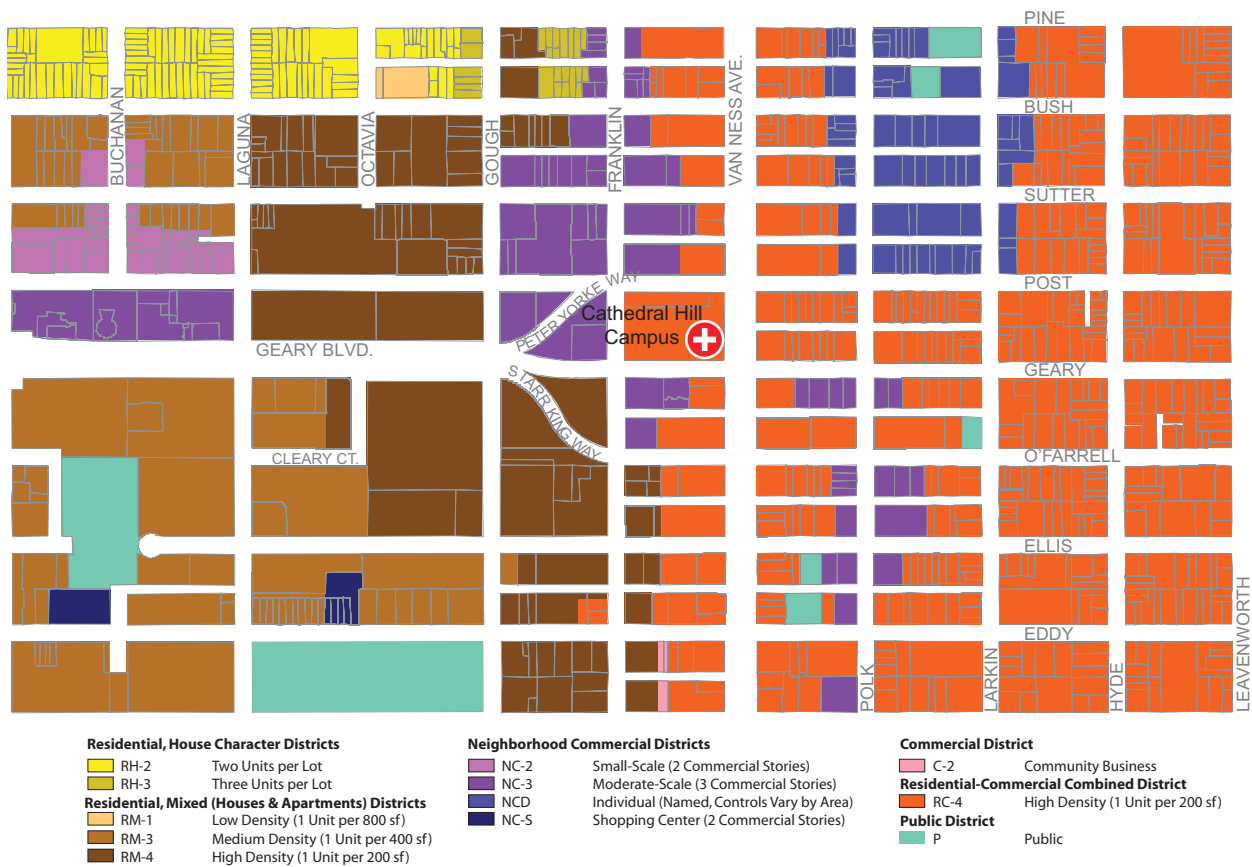 PINE
BUCHANAN
LAGUNA
OCTAVIA
GOUGH
FRANKLIN
VAN NESS AVE.
BUSH
SUTTER
POST
PETER YORKE WAY
Cathedral Hill
Campus
GEARY BLVD.
GEARY
STARR KING WAY
CLEARY CT.
O'FARRELL
ELLIS
EDDY
POLK
LARKIN
HYDE
LEAVENWORTH
Residential, House Character Districts
RH-2 Two Units per Lot
RH-3 Three Units per Lot
Residential, Mixed (Houses & Apartments) Districts
RM-1 Low Density (1 Unit per 800 sf)
RM-3 Medium Density (1 Unit per 400 sf)
RM-4 High Density (1 Unit per 200 sf)
Neighborhood Commercial Districts
NC-2 Small-Scale (2 Commercial Stories)
NC-3 Moderate-Scale (3 Commercial Stories)
NCD Individual (Named, Controls Vary by Area)
NC-S Shopping Center (2 Commercial Stories)
Commercial District
C-2 Community Business
Residential-Commercial Combined District
RC-4 High Density (1 Unit per 200 sf)
Public District
P Public